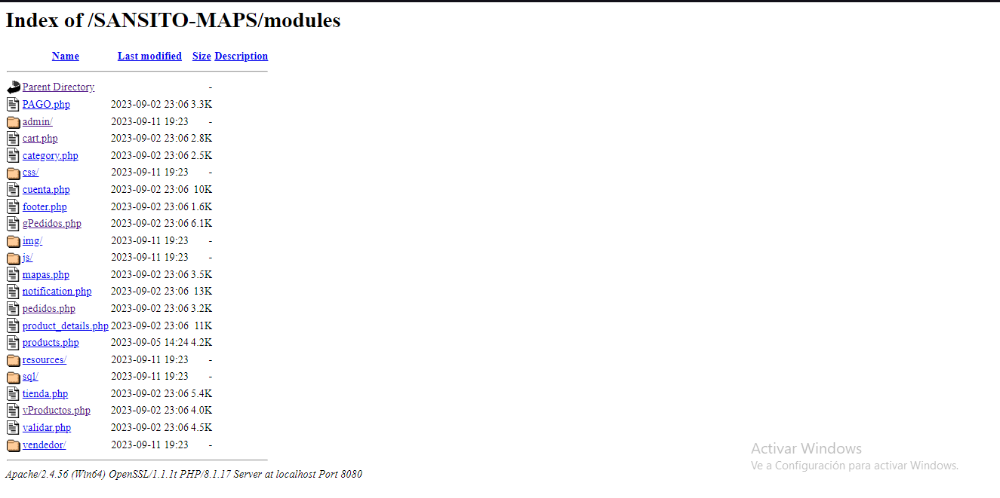 Index of /SANSITO-MAPS/modules
Name Last modified Size Description
Parent Directory -
PAGO.php 2023-09-02 23:06 3.3K
admin/ 2023-09-11 19:23 -
cart.php 2023-09-02 23:06 2.8K
category.php 2023-09-02 23:06 2.5K
css/ 2023-09-11 19:23 -
cuenta.php 2023-09-02 23:06 10K
footer.php 2023-09-02 23:06 1.6K
gPedidos.php 2023-09-02 23:06 6.1K
img/ 2023-09-11 19:23 -
js/ 2023-09-11 19:23 -
mapas.php 2023-09-02 23:06 3.5K
notification.php 2023-09-02 23:06 13K
pedidos.php 2023-09-02 23:06 3.2K
product_details.php 2023-09-02 23:06 11K
products.php 2023-09-05 14:24 4.2K
resources/ 2023-09-11 19:23 -
sql/ 2023-09-11 19:23 -
tienda.php 2023-09-02 23:06 5.4K
vProductos.php 2023-09-02 23:06 4.0K
validar.php 2023-09-02 23:06 4.5K
vendedor/ 2023-09-11 19:23 -
Apache/2.4.56 (Win64) OpenSSL/1.1.1t PHP/8.1.17 Server at localhost Port 8080
Activar Windows
Ve a Configuración para activar Windows.